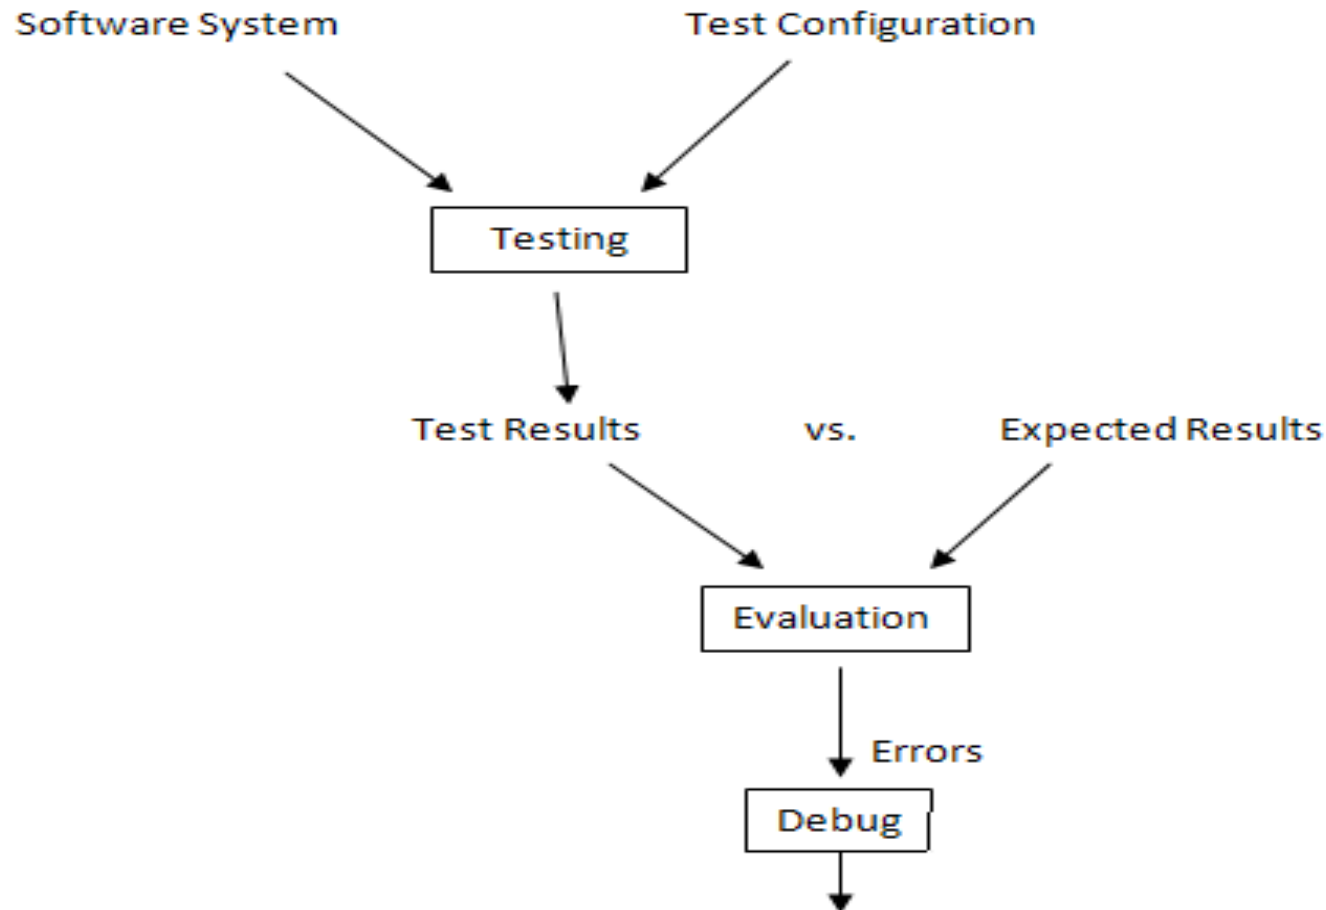 Software System
Test Configuration
Testing
Test Results vs. Expected Results
Evaluation
Errors
Debug